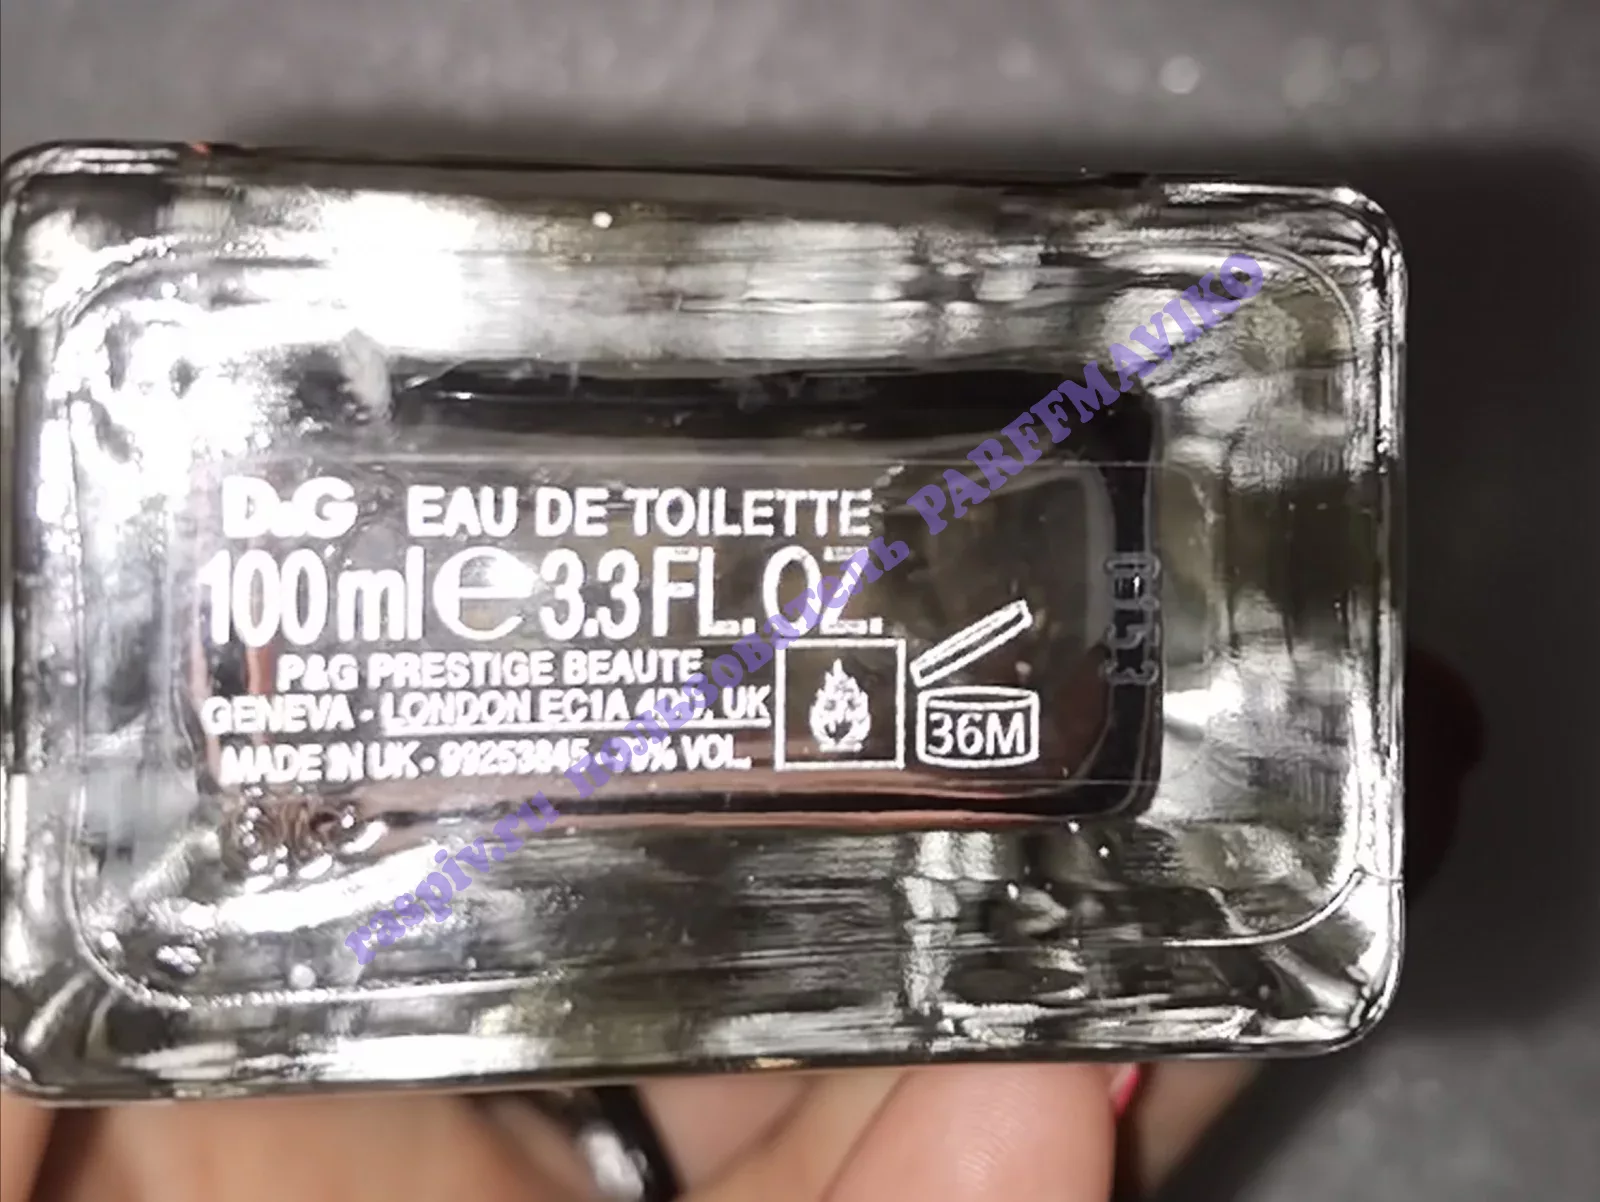 D&G EAU DE TOILETTE
100 ml e 3.3 FL.OZ.
P&G PRESTIGE BEAUTE
GENEVA - LONDON EC1A UK
MADE IN UK - 99253845 % VOL.
36M
raspiv.ru Пользователь PARFFMAVIKO